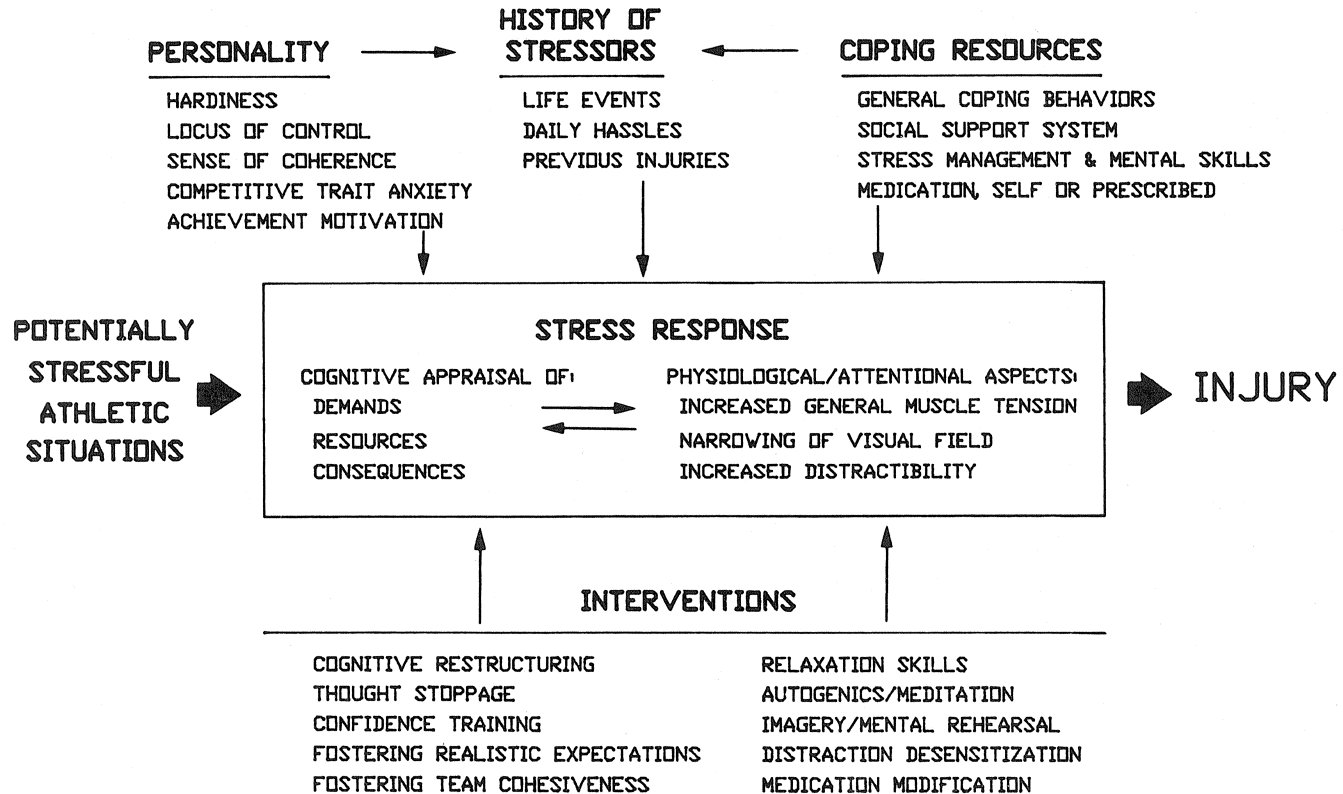 PERSONALITY
HISTORY OF
STRESSORS
COPING RESOURCES
HARDINESS
LOCUS OF CONTROL
SENSE OF COHERENCE
COMPETITIVE TRAIT ANXIETY
ACHIEVEMENT MOTIVATION
LIFE EVENTS
DAILY HASSLES
PREVIOUS INJURIES
GENERAL COPING BEHAVIORS
SOCIAL SUPPORT SYSTEM
STRESS MANAGEMENT & MENTAL SKILLS
MEDICATION, SELF OR PRESCRIBED
POTENTIALLY
STRESSFUL
ATHLETIC
SITUATIONS
STRESS RESPONSE
COGNITIVE APPRAISAL OF:
DEMANDS
RESOURCES
CONSEQUENCES
PHYSIOLOGICAL/ATTENTIONAL ASPECTS:
INCREASED GENERAL MUSCLE TENSION
NARROWING OF VISUAL FIELD
INCREASED DISTRACTIBILITY
INJURY
INTERVENTIONS
COGNITIVE RESTRUCTURING
THOUGHT STOPPAGE
CONFIDENCE TRAINING
FOSTERING REALISTIC EXPECTATIONS
FOSTERING TEAM COHESIVENESS
RELAXATION SKILLS
AUTOGENICS/MEDITATION
IMAGERY/MENTAL REHEARSAL
DISTRACTION DESENSITIZATION
MEDICATION MODIFICATION